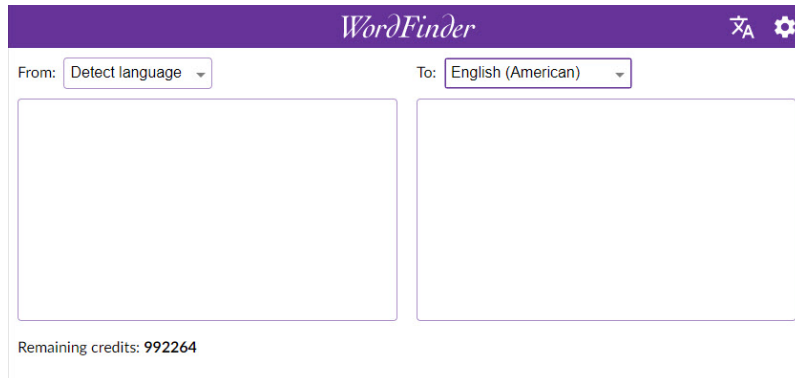 WordFinder
From: Detect language To: English (American)
Remaining credits: 992264